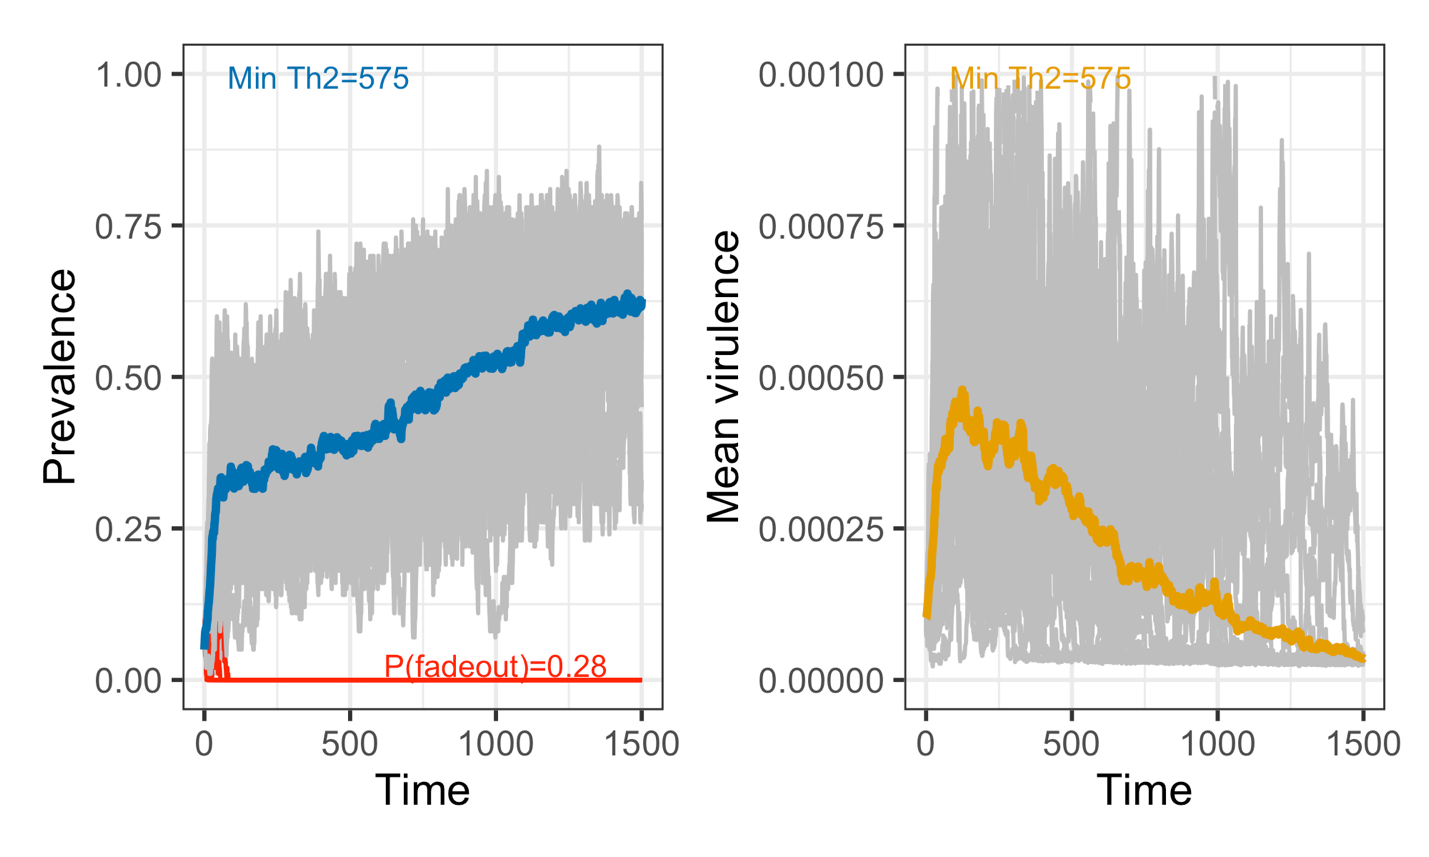 Prevalence
1.00
0.75
0.50
0.25
0.00
Min Th2=575
P(fadeout)=0.28
0 500 1000 1500
Time
Mean virulence
0.00100
0.00075
0.00050
0.00025
0.00000
Min Th2=575
0 500 1000 1500
Time